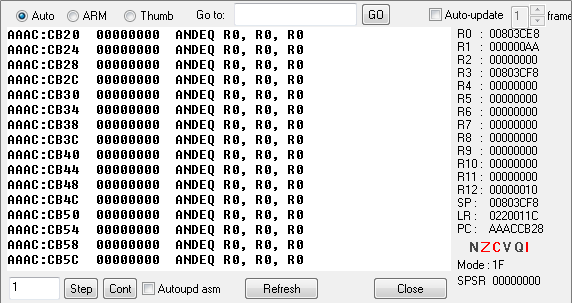 Auto ARM Thumb Go to: GO Auto-update 1 frame
AAAC:CB20 00000000 ANDEQ R0, R0, R0
AAAC:CB24 00000000 ANDEQ R0, R0, R0
AAAC:CB28 00000000 ANDEQ R0, R0, R0
AAAC:CB2C 00000000 ANDEQ R0, R0, R0
AAAC:CB30 00000000 ANDEQ R0, R0, R0
AAAC:CB34 00000000 ANDEQ R0, R0, R0
AAAC:CB38 00000000 ANDEQ R0, R0, R0
AAAC:CB3C 00000000 ANDEQ R0, R0, R0
AAAC:CB40 00000000 ANDEQ R0, R0, R0
AAAC:CB44 00000000 ANDEQ R0, R0, R0
AAAC:CB48 00000000 ANDEQ R0, R0, R0
AAAC:CB4C 00000000 ANDEQ R0, R0, R0
AAAC:CB50 00000000 ANDEQ R0, R0, R0
AAAC:CB54 00000000 ANDEQ R0, R0, R0
AAAC:CB58 00000000 ANDEQ R0, R0, R0
AAAC:CB5C 00000000 ANDEQ R0, R0, R0
R0 : 00803CE8
R1 : 000000AA
R2 : 00000000
R3 : 00803CF8
R4 : 00000000
R5 : 00000000
R6 : 00000000
R7 : 00000000
R8 : 00000000
R9 : 00000000
R10 : 00000000
R11 : 00000000
R12 : 00000010
SP : 00803CF8
LR : 0220011C
PC : AAACCB28
NZCVQI
Mode : 1F
SPSR 00000000
1 Step Cont Autoupd asm Refresh Close